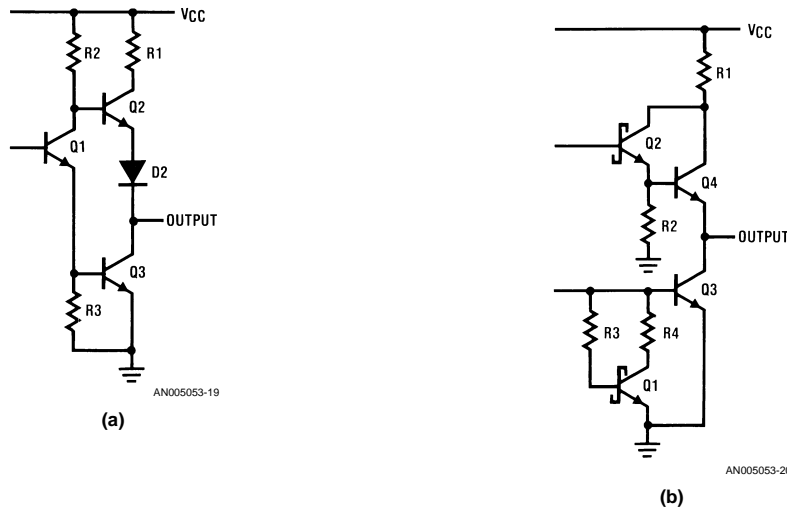 VCC
R2
R1
Q2
Q1
D2
OUTPUT
Q3
R3
AN005053-19
(a)
VCC
R1
Q2
Q4
R2
OUTPUT
Q3
R3
R4
Q1
AN005053-20
(b)